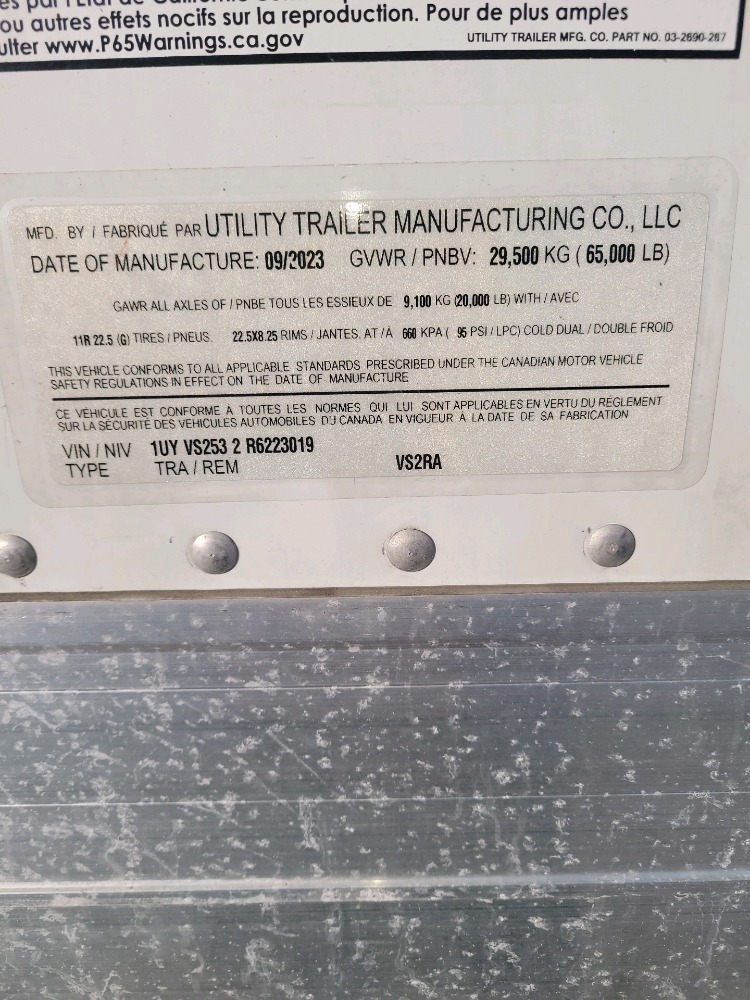 ou autres effets nocifs sur la reproduction. Pour de plus amples
ulter www.P65Warnings.ca.gov
UTILITY TRAILER MFG. CO. PART NO. 03-2690-287
MFD. BY / FABRIQUÉ PAR UTILITY TRAILER MANUFACTURING CO., LLC
DATE OF MANUFACTURE: 09/2023 GVWR / PNBV: 29,500 KG ( 65,000 LB)
GAWR ALL AXLES OF / PNBE TOUS LES ESSIEUX DE 9,100 KG (20,000 LB) WITH / AVEC
11R 22.5 (G) TIRES / PNEUS. 22.5X8.25 RIMS / JANTES. AT / A 660 KPA ( 95 PSI / LPC) COLD DUAL / DOUBLE FROID
THIS VEHICLE CONFORMS TO ALL APPLICABLE STANDARDS PRESCRIBED UNDER THE CANADIAN MOTOR VEHICLE
SAFETY REGULATIONS IN EFFECT ON THE DATE OF MANUFACTURE
CE VÉHICULE EST CONFORME À TOUTES LES NORMES QUI LUI SONT APPLICABLES EN VERTU DU RÈGLEMENT
SUR LA SÉCURITÉ DES VÉHICULES AUTOMOBILES DU CANADA EN VIGUEUR À LA DATE DE SA FABRICATION
VIN / NIV 1UY VS253 2 R6223019
TYPE TRA / REM VS2RA